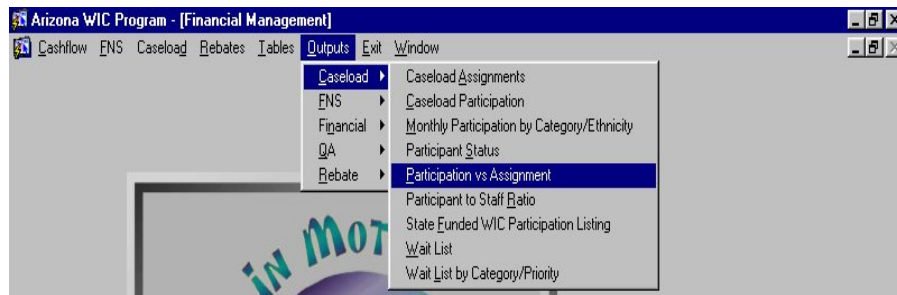 Arizona WIC Program - [Financial Management]
Cashflow FNS Caseload Rebates Tables Outputs Exit Window
Caseload
FNS
Financial
QA
Rebate
Caseload Assignments
Caseload Participation
Monthly Participation by Category/Ethnicity
Participant Status
Participation vs Assignment
Participant to Staff Ratio
State Funded WIC Participation Listing
Wait List
Wait List by Category/Priority
IN